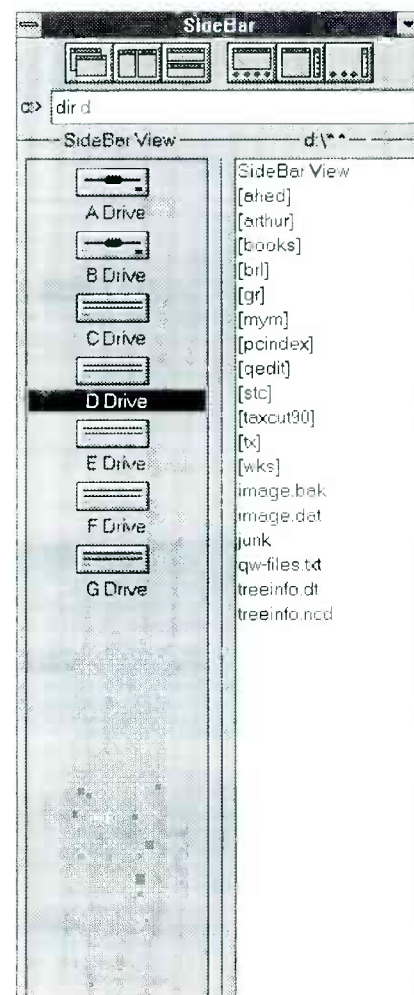 SideBar
c:> dir d
SideBar View
d:\*.*
A Drive
B Drive
C Drive
D Drive
E Drive
F Drive
G Drive
SideBar View
[ahed]
[arthur]
[books]
[brl]
[gr]
[mym]
[pcindex]
[qedit]
[stc]
[taxcut90]
[tx]
[wks]
image.bak
image.dat
junk
qw-files.txt
treeinfo.dt
treeinfo.ncd